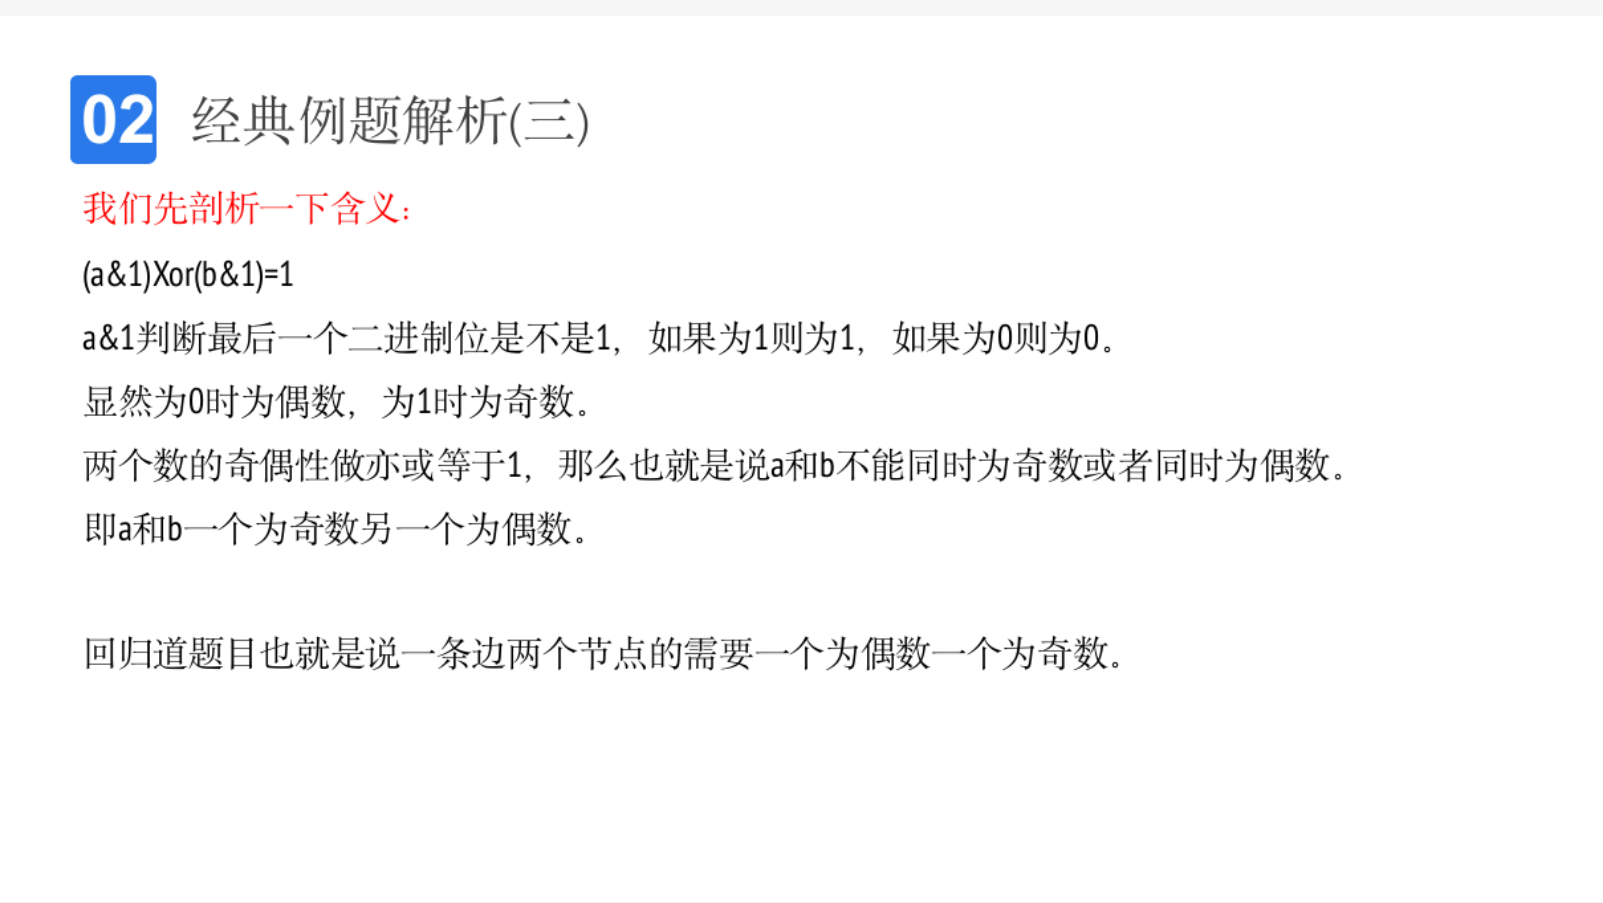 02 经典例题解析(三)
我们先剖析一下含义:
(a&1)Xor(b&1)=1
a&1判断最后一个二进制位是不是1，如果为1则为1，如果为0则为0。
显然为0时为偶数，为1时为奇数。
两个数的奇偶性做亦或等于1，那么也就是说a和b不能同时为奇数或者同时为偶数。
即a和b一个为奇数另一个为偶数。
回归道题目也就是说一条边两个节点的需要一个为偶数一个为奇数。